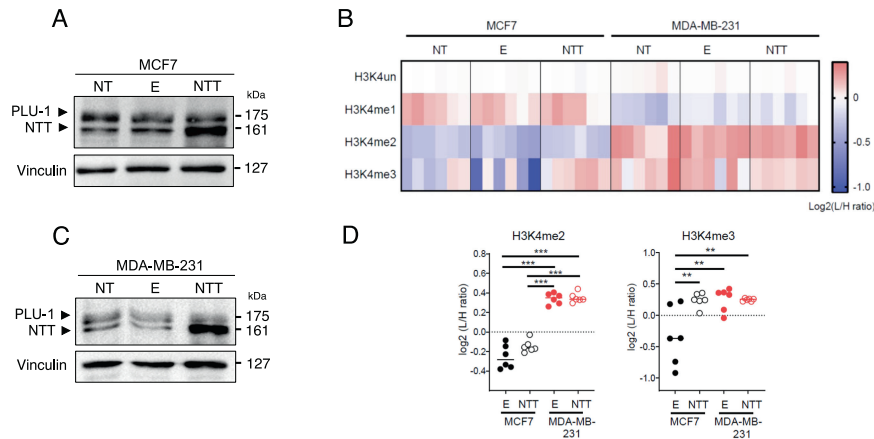 A
MCF7
NT E NTT
kDa
PLU-1 175
NTT 161
Vinculin 127
B
MCF7 MDA-MB-231
NT E NTT NT E NTT
H3K4un
H3K4me1
H3K4me2
H3K4me3
0.0
-0.5
-1.0
Log2(L/H ratio)
C
MDA-MB-231
NT E NTT
kDa
PLU-1 175
NTT 161
Vinculin 127
D
H3K4me2
log2 (L/H ratio)
0.8
0.6
0.4
0.2
0.0
-0.2
-0.4
***
***
***
***
E NTT E NTT
MCF7 MDA-MB-
231
H3K4me3
log2 (L/H ratio)
1.0
0.5
0.0
-0.5
-1.0
**
**
**
E NTT E NTT
MCF7 MDA-MB-
231